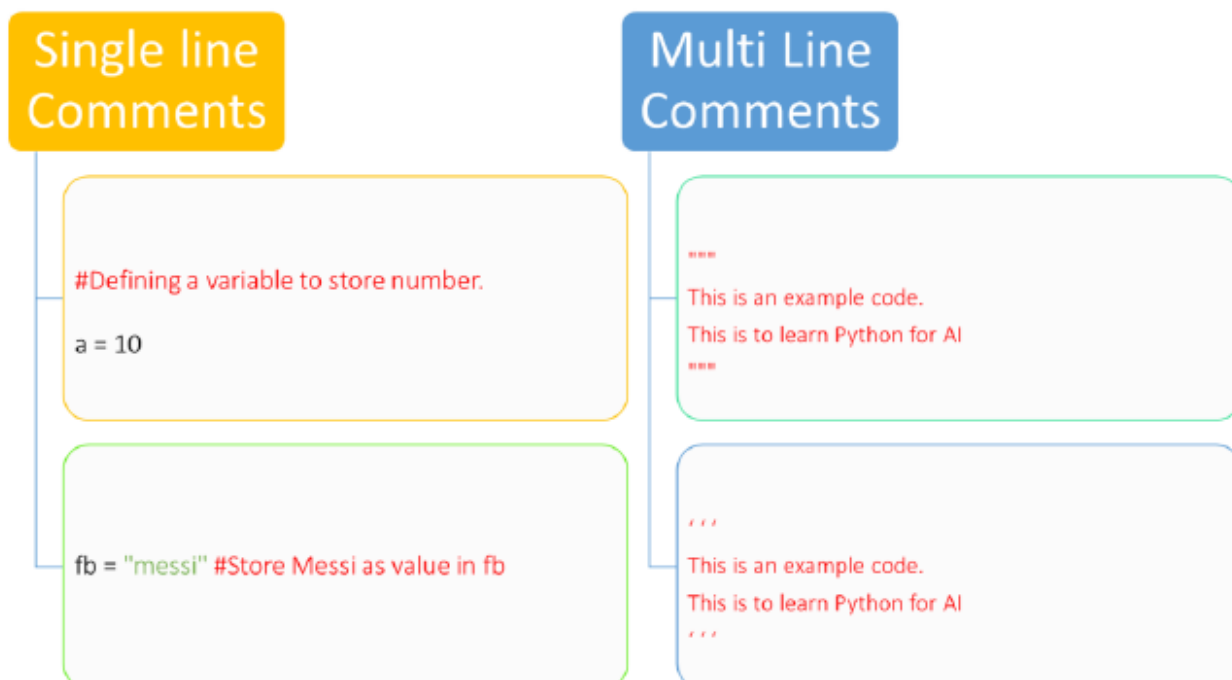 Single line
Comments
#Defining a variable to store number.
a = 10
fb = "messi" #Store Messi as value in fb
Multi Line
Comments
"""
This is an example code.
This is to learn Python for AI
"""
‘ ‘ ‘
This is an example code.
This is to learn Python for AI
‘ ‘ ‘